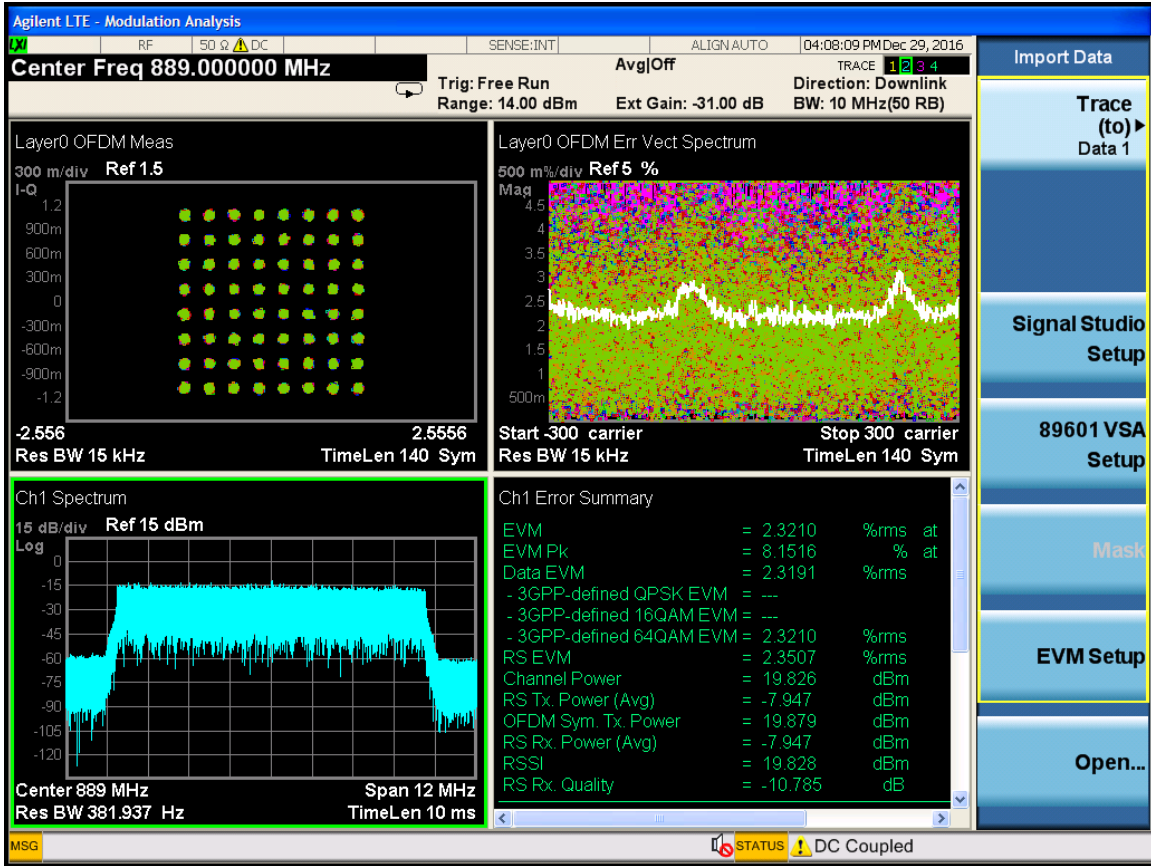 Agilent LTE - Modulation Analysis
LXI RF 50 Ω DC SENSE:INT ALIGN AUTO 04:08:09 PM Dec 29, 2016
Center Freq 889.000000 MHz
Avg|Off
TRACE 1 2 3 4
Trig: Free Run
Direction: Downlink
Range: 14.00 dBm Ext Gain: -31.00 dB BW: 10 MHz(50 RB)
Layer0 OFDM Meas
300 m/div Ref 1.5
I-Q
1.2
900m
600m
300m
0
-300m
-600m
-900m
-1.2
-2.556 2.5556
Res BW 15 kHz TimeLen 140 Sym
Layer0 OFDM Err Vect Spectrum
500 m%/div Ref 5 %
Mag
4.5
4
3.5
3
2.5
2
1.5
1
500m
Start -300 carrier Stop 300 carrier
Res BW 15 kHz TimeLen 140 Sym
Ch1 Spectrum
15 dB/div Ref 15 dBm
Log
0
-15
-30
-45
-60
-75
-90
-105
-120
Center 889 MHz Span 12 MHz
Res BW 381.937 Hz TimeLen 10 ms
Ch1 Error Summary
EVM = 2.3210 %rms at
EVM Pk = 8.1516 % at
Data EVM = 2.3191 %rms
- 3GPP-defined QPSK EVM = ---
- 3GPP-defined 16QAM EVM = ---
- 3GPP-defined 64QAM EVM = 2.3210 %rms
RS EVM = 2.3507 %rms
Channel Power = 19.826 dBm
RS Tx. Power (Avg) = -7.947 dBm
OFDM Sym. Tx. Power = 19.879 dBm
RS Rx. Power (Avg) = -7.947 dBm
RSSI = 19.828 dBm
RS Rx. Quality = -10.785 dB
Import Data
Trace
(to)
Data 1
Signal Studio
Setup
89601 VSA
Setup
Mask
EVM Setup
Open...
MSG STATUS DC Coupled